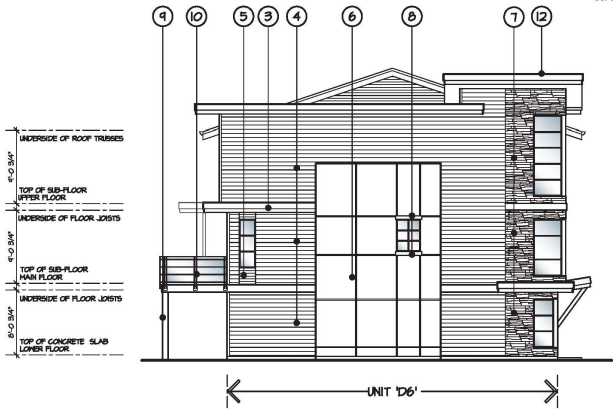 9 10 5 3 4 6 8 7 12
UNDERSIDE OF ROOF TRUSSES
9'-0 3/4"
TOP OF SUB-FLOOR
UPPER FLOOR
UNDERSIDE OF FLOOR JOISTS
9'-0 3/4"
TOP OF SUB-FLOOR
MAIN FLOOR
UNDERSIDE OF FLOOR JOISTS
8'-0 3/4"
TOP OF CONCRETE SLAB
LOWER FLOOR
UNIT 'D6'